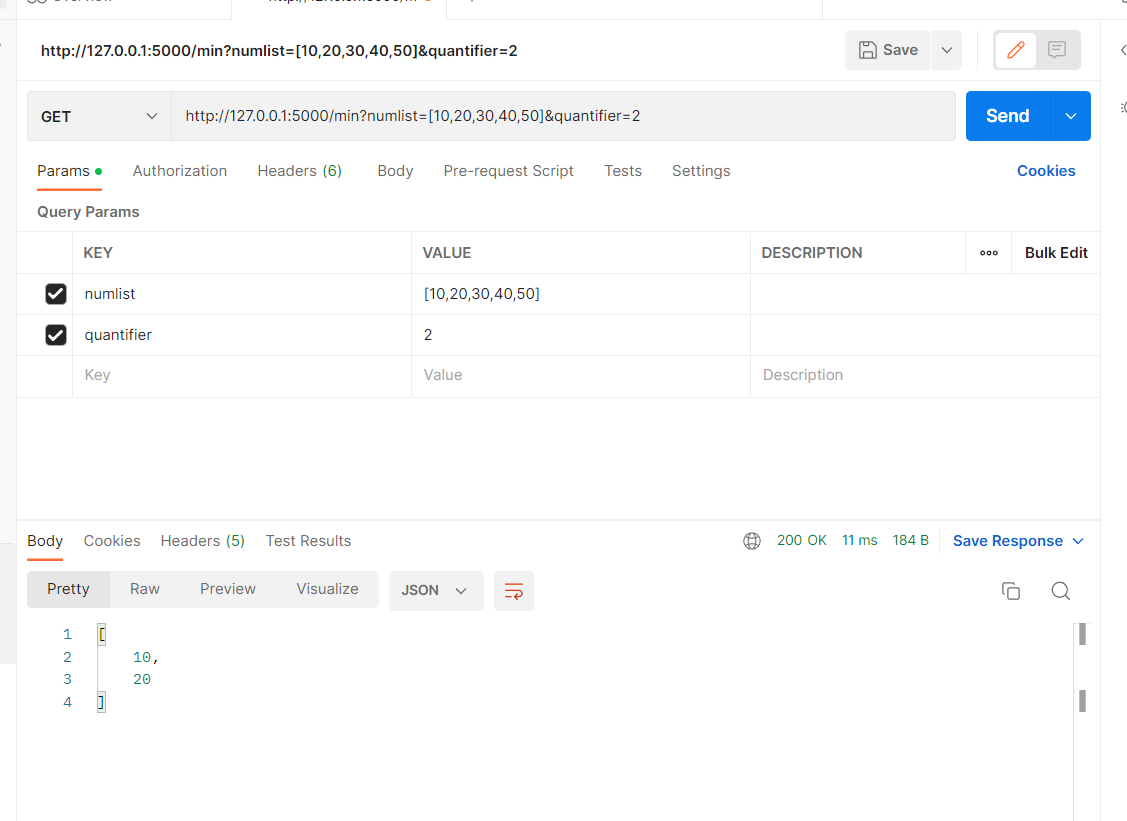 http://127.0.0.1:5000/min?numlist=[10,20,30,40,50]&quantifier=2
Save
GET
http://127.0.0.1:5000/min?numlist=[10,20,30,40,50]&quantifier=2
Send
Params
Authorization
Headers (6)
Body
Pre-request Script
Tests
Settings
Cookies
Query Params
KEY
VALUE
DESCRIPTION
Bulk Edit
numlist
[10,20,30,40,50]
quantifier
2
Key
Value
Description
Body
Cookies
Headers (5)
Test Results
200 OK
11 ms
184 B
Save Response
Pretty
Raw
Preview
Visualize
JSON
1 [
2 10,
3 20
4 ]